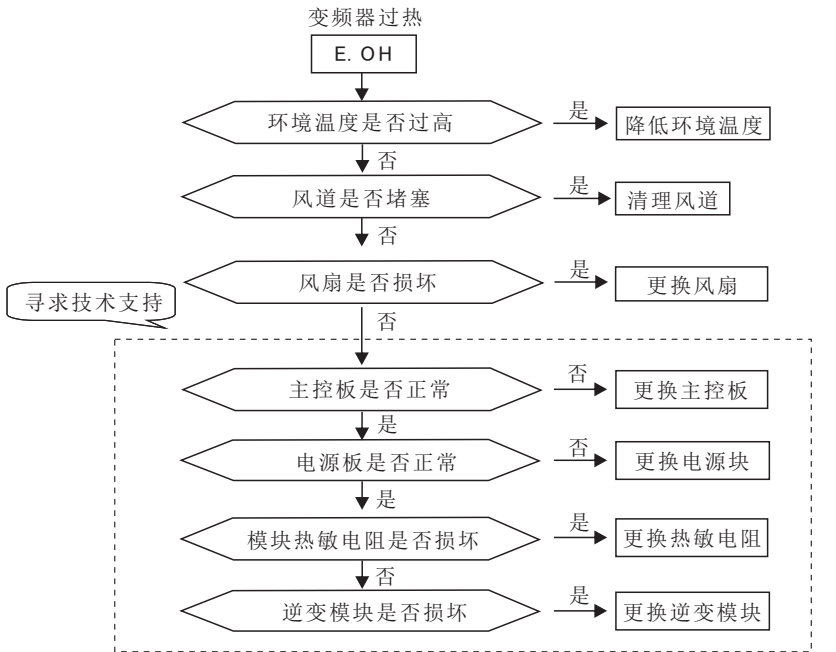 变频器过热
E. OH
环境温度是否过高
是
降低环境温度
否
风道是否堵塞
是
清理风道
否
风扇是否损坏
是
更换风扇
寻求技术支持
否
主控板是否正常
否
更换主控板
是
电源板是否正常
否
更换电源块
是
模块热敏电阻是否损坏
是
更换热敏电阻
否
逆变模块是否损坏
是
更换逆变模块